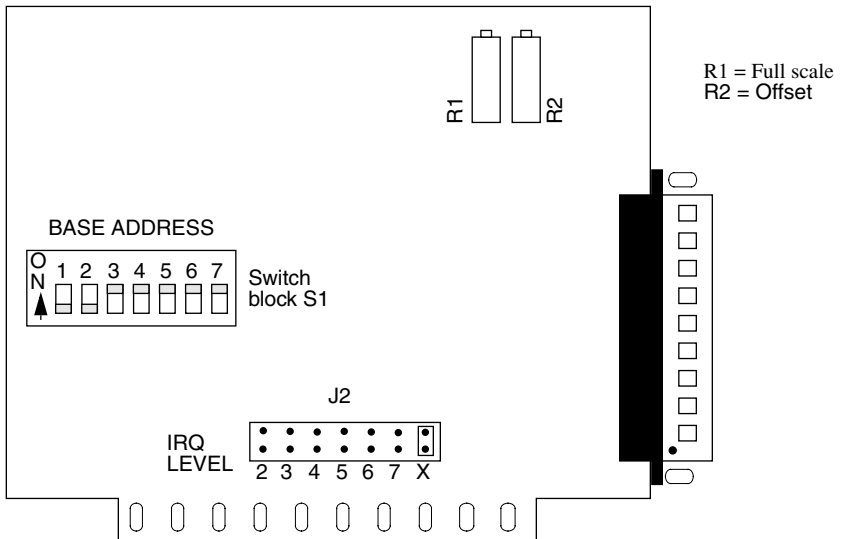 R1
R2
R1 = Full scale
R2 = Offset
BASE ADDRESS
ON
1 2 3 4 5 6 7
Switch
block S1
J2
IRQ
LEVEL
2 3 4 5 6 7 X